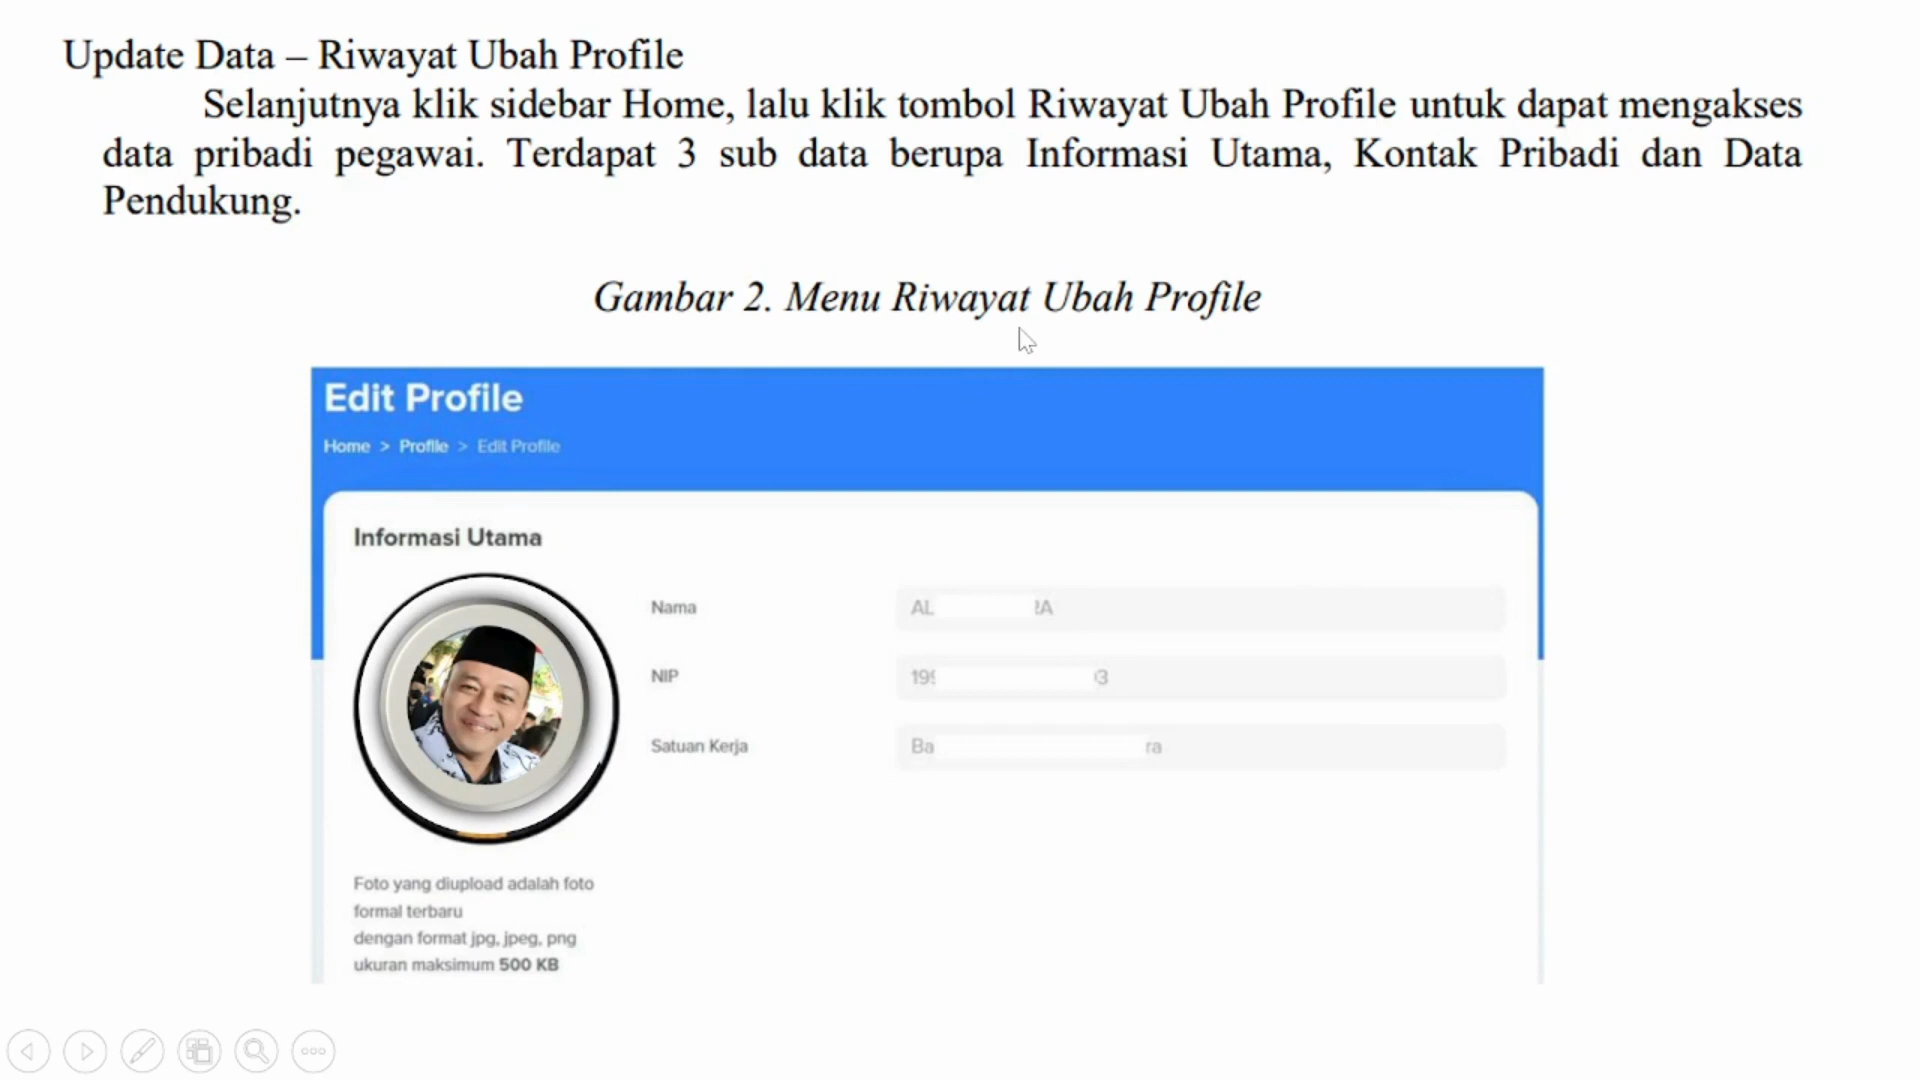 Update Data – Riwayat Ubah Profile
Selanjutnya klik sidebar Home, lalu klik tombol Riwayat Ubah Profile untuk dapat mengakses
data pribadi pegawai. Terdapat 3 sub data berupa Informasi Utama, Kontak Pribadi dan Data
Pendukung.
Gambar 2. Menu Riwayat Ubah Profile
Edit Profile
Home > Profile > Edit Profile
Informasi Utama
Nama
NIP
Satuan Kerja
Foto yang diupload adalah foto
formal terbaru
dengan format jpg, jpeg, png
ukuran maksimum 500 KB